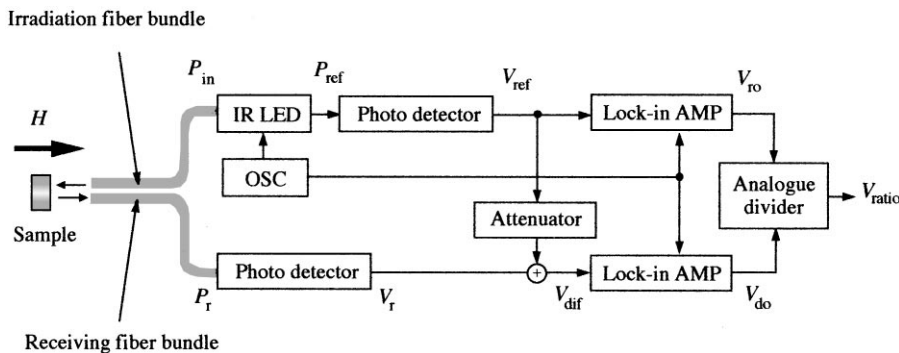 Irradiation fiber bundle
P_in
P_ref
V_ref
V_ro
H
IR LED
Photo detector
Lock-in AMP
OSC
Analogue
divider
V_ratio
Attenuator
Sample
Photo detector
+
Lock-in AMP
P_r
V_r
V_dif
V_do
Receiving fiber bundle